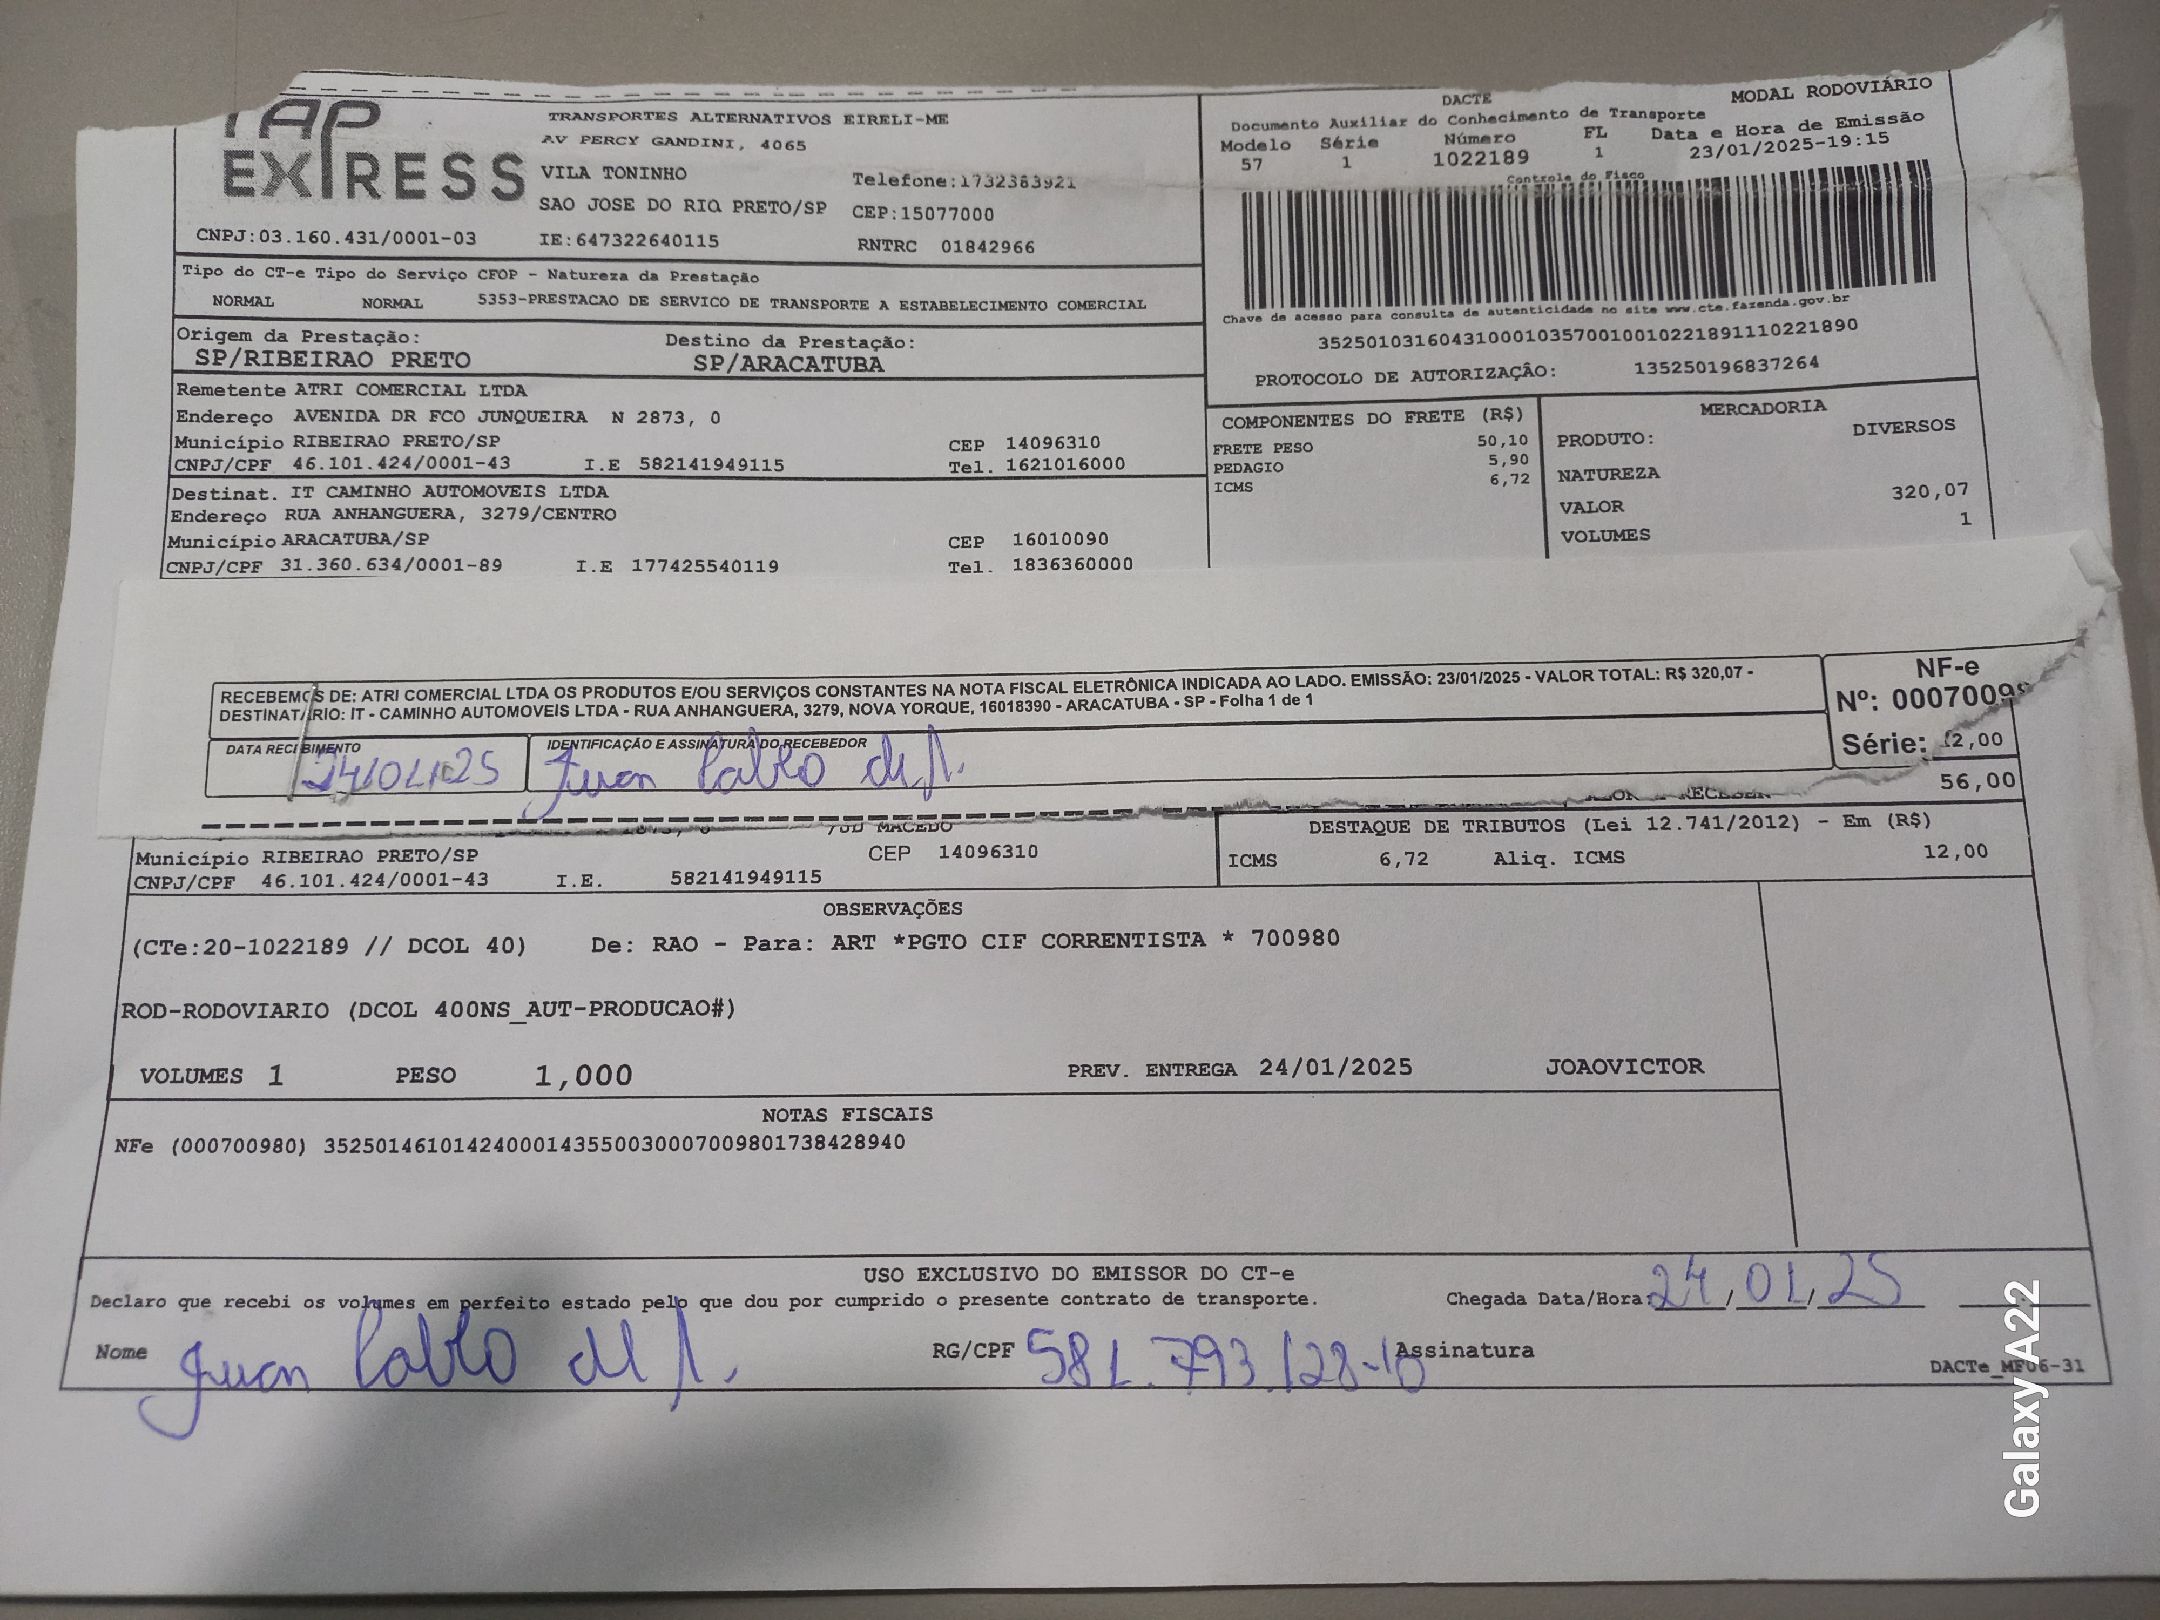 TAP
EXPRESS
TRANSPORTES ALTERNATIVOS EIRELI-ME
AV PERCY GANDINI, 4065
VILA TONINHO Telefone:1732383921
SAO JOSE DO RIO PRETO/SP CEP:15077000
CNPJ:03.160.431/0001-03 IE:647322640115 RNTRC 01842966
DACTE MODAL RODOVIÁRIO
Documento Auxiliar do Conhecimento de Transporte
Modelo Série Número FL Data e Hora de Emissão
57 1 1022189 1 23/01/2025-19:15
Controle do Fisco
Chave de acesso para consulta de autenticidade no site www.cte.fazenda.gov.br
35250103160431000103570010010221891110221890
PROTOCOLO DE AUTORIZAÇÃO: 135250196837264
Tipo do CT-e Tipo do Serviço CFOP - Natureza da Prestação
NORMAL NORMAL 5353-PRESTACAO DE SERVICO DE TRANSPORTE A ESTABELECIMENTO COMERCIAL
Origem da Prestação: Destino da Prestação:
SP/RIBEIRAO PRETO SP/ARACATUBA
Remetente ATRI COMERCIAL LTDA
Endereço AVENIDA DR FCO JUNQUEIRA N 2873, 0
Município RIBEIRAO PRETO/SP CEP 14096310
CNPJ/CPF 46.101.424/0001-43 I.E 582141949115 Tel. 1621016000
Destinat. IT CAMINHO AUTOMOVEIS LTDA
Endereço RUA ANHANGUERA, 3279/CENTRO
Município ARACATUBA/SP CEP 16010090
CNPJ/CPF 31.360.634/0001-89 I.E 177425540119 Tel. 1836360000
COMPONENTES DO FRETE (R$)
FRETE PESO 50,10
PEDAGIO 5,90
ICMS 6,72
MERCADORIA
PRODUTO: DIVERSOS
NATUREZA
VALOR 320,07
VOLUMES 1
RECEBEMOS DE: ATRI COMERCIAL LTDA OS PRODUTOS E/OU SERVIÇOS CONSTANTES NA NOTA FISCAL ELETRÔNICA INDICADA AO LADO. EMISSÃO: 23/01/2025 - VALOR TOTAL: R$ 320,07 -
DESTINATÁRIO: IT - CAMINHO AUTOMOVEIS LTDA - RUA ANHANGUERA, 3279, NOVA YORQUE, 16018390 - ARACATUBA - SP - Folha 1 de 1
NF-e
Nº: 00070098
Série: 12,00
DATA RECEBIMENTO IDENTIFICAÇÃO E ASSINATURA DO RECEBEDOR
24/01/25 Juan Pablo
56,00
Município RIBEIRAO PRETO/SP CEP 14096310
CNPJ/CPF 46.101.424/0001-43 I.E. 582141949115
DESTAQUE DE TRIBUTOS (Lei 12.741/2012) - Em (R$)
ICMS 6,72 Aliq. ICMS 12,00
OBSERVAÇÕES
(CTe:20-1022189 // DCOL 40) De: RAO - Para: ART *PGTO CIF CORRENTISTA * 700980
ROD-RODOVIARIO (DCOL 400NS_AUT-PRODUCAO#)
VOLUMES 1 PESO 1,000 PREV. ENTREGA 24/01/2025 JOAOVICTOR
NOTAS FISCAIS
NFe (000700980) 35250146101424000143550030007009801738428940
USO EXCLUSIVO DO EMISSOR DO CT-e
Declaro que recebi os volumes em perfeito estado pelo que dou por cumprido o presente contrato de transporte. Chegada Data/Hora: 24/01/25
Nome Juan Pablo RG/CPF 581.793.128-10 Assinatura
DACTe_MF06-31
Galaxy A22